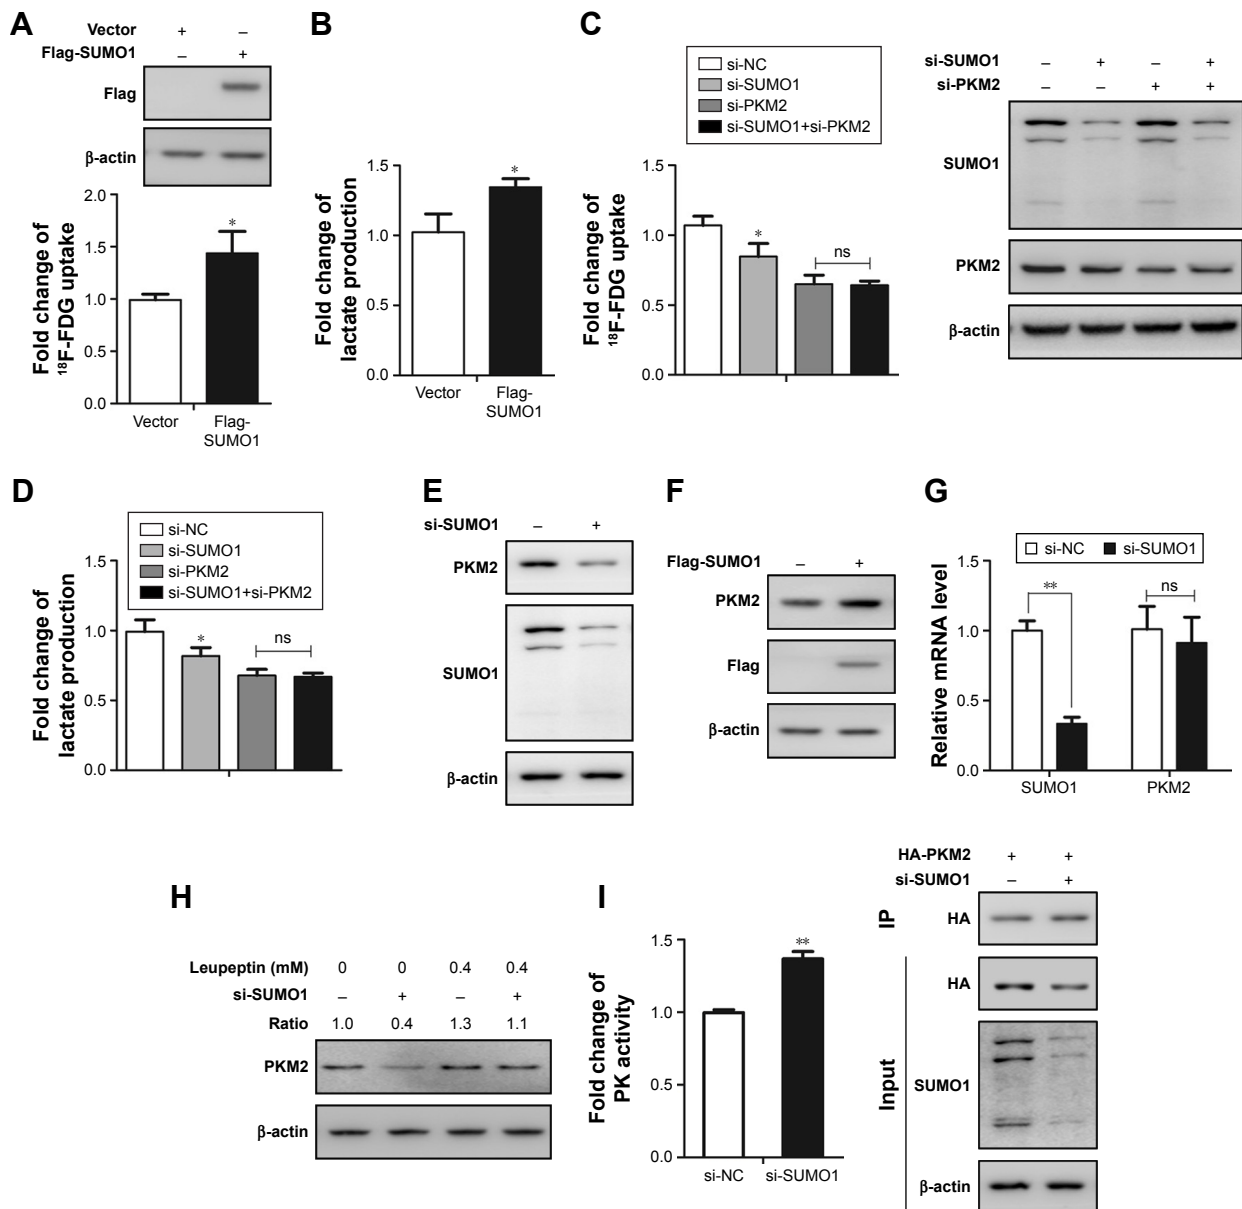 A
Vector + –
Flag-SUMO1 – +
Flag
β-actin
Fold change of
¹⁸F-FDG uptake
2.0
1.5
1.0
0.5
0.0
*
Vector Flag-
SUMO1
B
Fold change of
lactate production
1.5
1.0
0.5
0.0
*
Vector Flag-
SUMO1
C
si-NC
si-SUMO1
si-PKM2
si-SUMO1+si-PKM2
Fold change of
¹⁸F-FDG uptake
1.5
1.0
0.5
0.0
*
ns
si-SUMO1 – + – +
si-PKM2 – – + +
SUMO1
PKM2
β-actin
D
si-NC
si-SUMO1
si-PKM2
si-SUMO1+si-PKM2
Fold change of
lactate production
1.5
1.0
0.5
0.0
*
ns
E
si-SUMO1 – +
PKM2
SUMO1
β-actin
F
Flag-SUMO1 – +
PKM2
Flag
β-actin
G
si-NC si-SUMO1
Relative mRNA level
1.5
1.0
0.5
0.0
**
ns
SUMO1 PKM2
H
Leupeptin (mM) 0 0 0.4 0.4
si-SUMO1 – + – +
Ratio 1.0 0.4 1.3 1.1
PKM2
β-actin
I
Fold change of
PK activity
1.5
1.0
0.5
0.0
**
si-NC si-SUMO1
HA-PKM2 + +
si-SUMO1 – +
IP
HA
Input
HA
SUMO1
β-actin